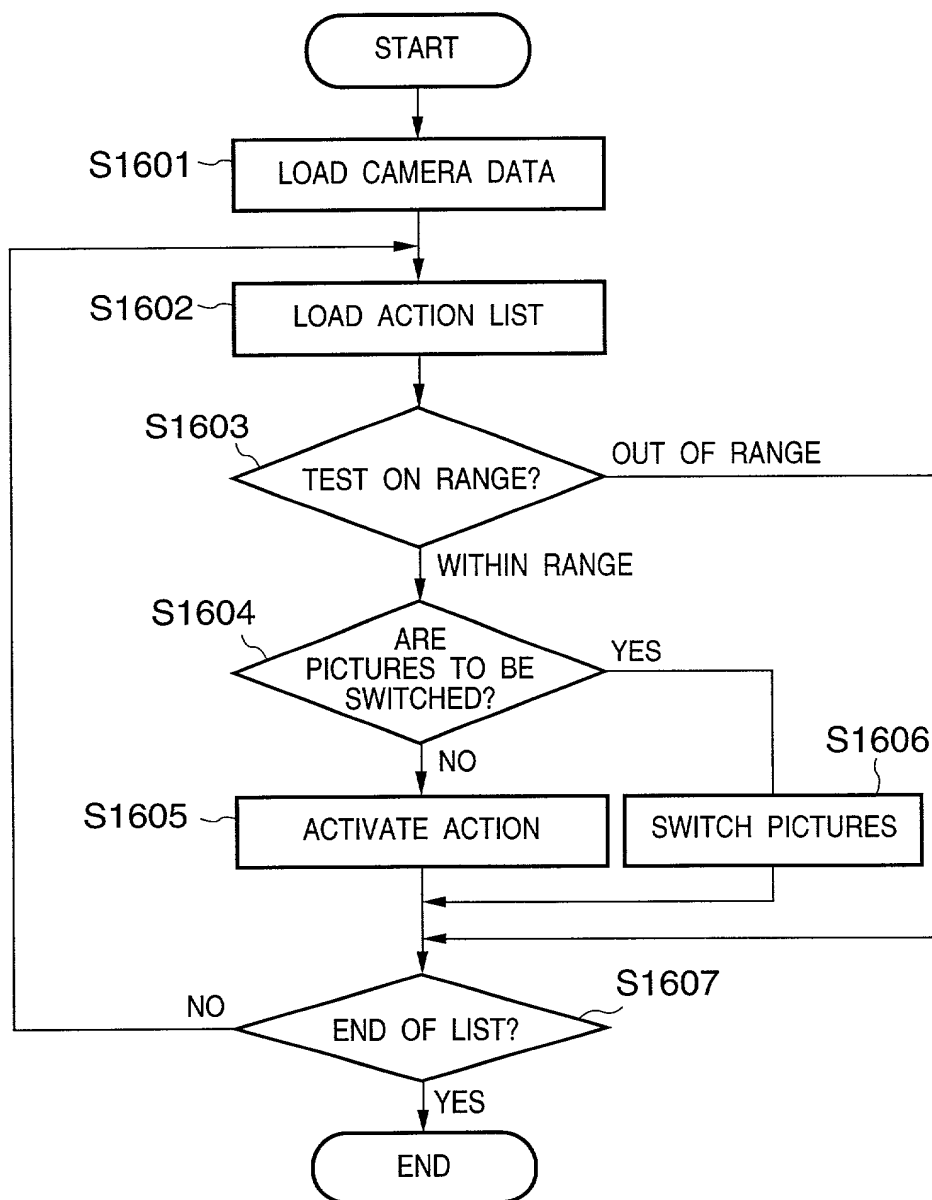 START
S1601
LOAD CAMERA DATA
S1602
LOAD ACTION LIST
S1603
TEST ON RANGE?
OUT OF RANGE
WITHIN RANGE
S1604
ARE
PICTURES TO BE
SWITCHED?
YES
NO
S1606
S1605
ACTIVATE ACTION
SWITCH PICTURES
S1607
NO
END OF LIST?
YES
END